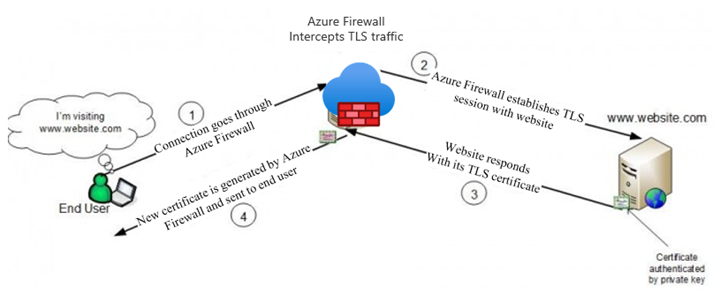 Azure Firewall
Intercepts TLS traffic
2
Azure Firewall establishes TLS
session with website
www.website.com
I'm visiting
www.website.com
1
Connection goes through
Azure Firewall
Website responds
With its TLS certificate
3
End User
New certificate is generated by Azure
Firewall and sent to end user
4
Certificate
authenticated
by private key